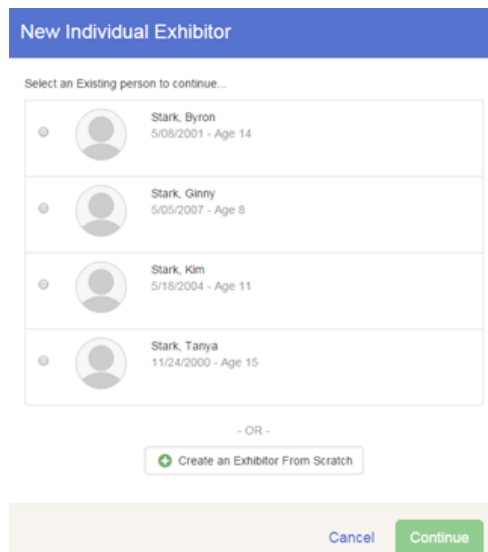 New Individual Exhibitor
Select an Existing person to continue...
Stark, Byron
5/08/2001 - Age 14
Stark, Ginny
5/05/2007 - Age 8
Stark, Kim
5/18/2004 - Age 11
Stark, Tanya
11/24/2000 - Age 15
- OR -
Create an Exhibitor From Scratch
Cancel Continue